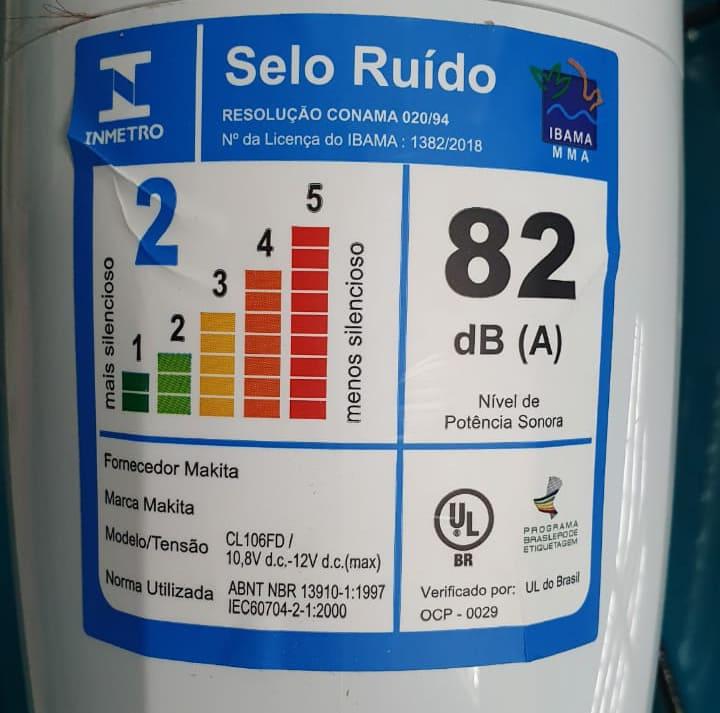 INMETRO
Selo Ruído
RESOLUÇÃO CONAMA 020/94
Nº da Licença do IBAMA : 1382/2018
IBAMA
MMA
2
mais silencioso
1
2
3
4
5
menos silencioso
82
dB (A)
Nível de
Potência Sonora
Fornecedor Makita
Marca Makita
Modelo/Tensão CL106FD /
10,8V d.c.-12V d.c.(max)
Norma Utilizada ABNT NBR 13910-1:1997
IEC60704-2-1:2000
UL
®
BR
PROGRAMA
BRASILEIRO DE
ETIQUETAGEM
Verificado por: UL do Brasil
OCP - 0029